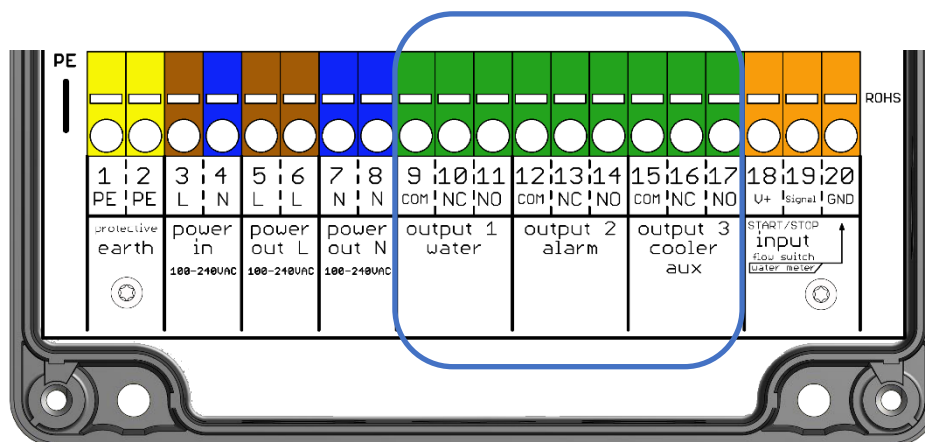 PE
ROHS
1 2 3 4 5 6 7 8 9 10 11 12 13 14 15 16 17 18 19 20
PE PE L N L L N N COM NC NO COM NC NO COM NC NO V+ Signal GND
protective
earth
power
in
100-240VAC
power
out L
100-240VAC
power
out N
100-240VAC
output 1
water
output 2
alarm
output 3
cooler
aux
START/STOP
input
flow switch
water meter